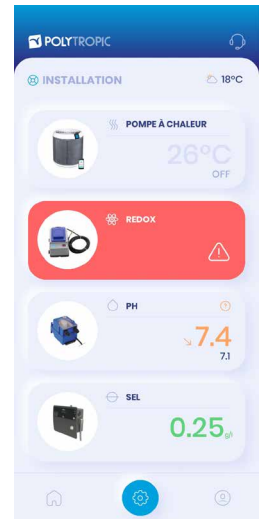 POLYTROPIC
INSTALLATION
18°C
POMPE À CHALEUR
26°C
OFF
REDOX
PH
7.4
7.1
SEL
0.25 g/l